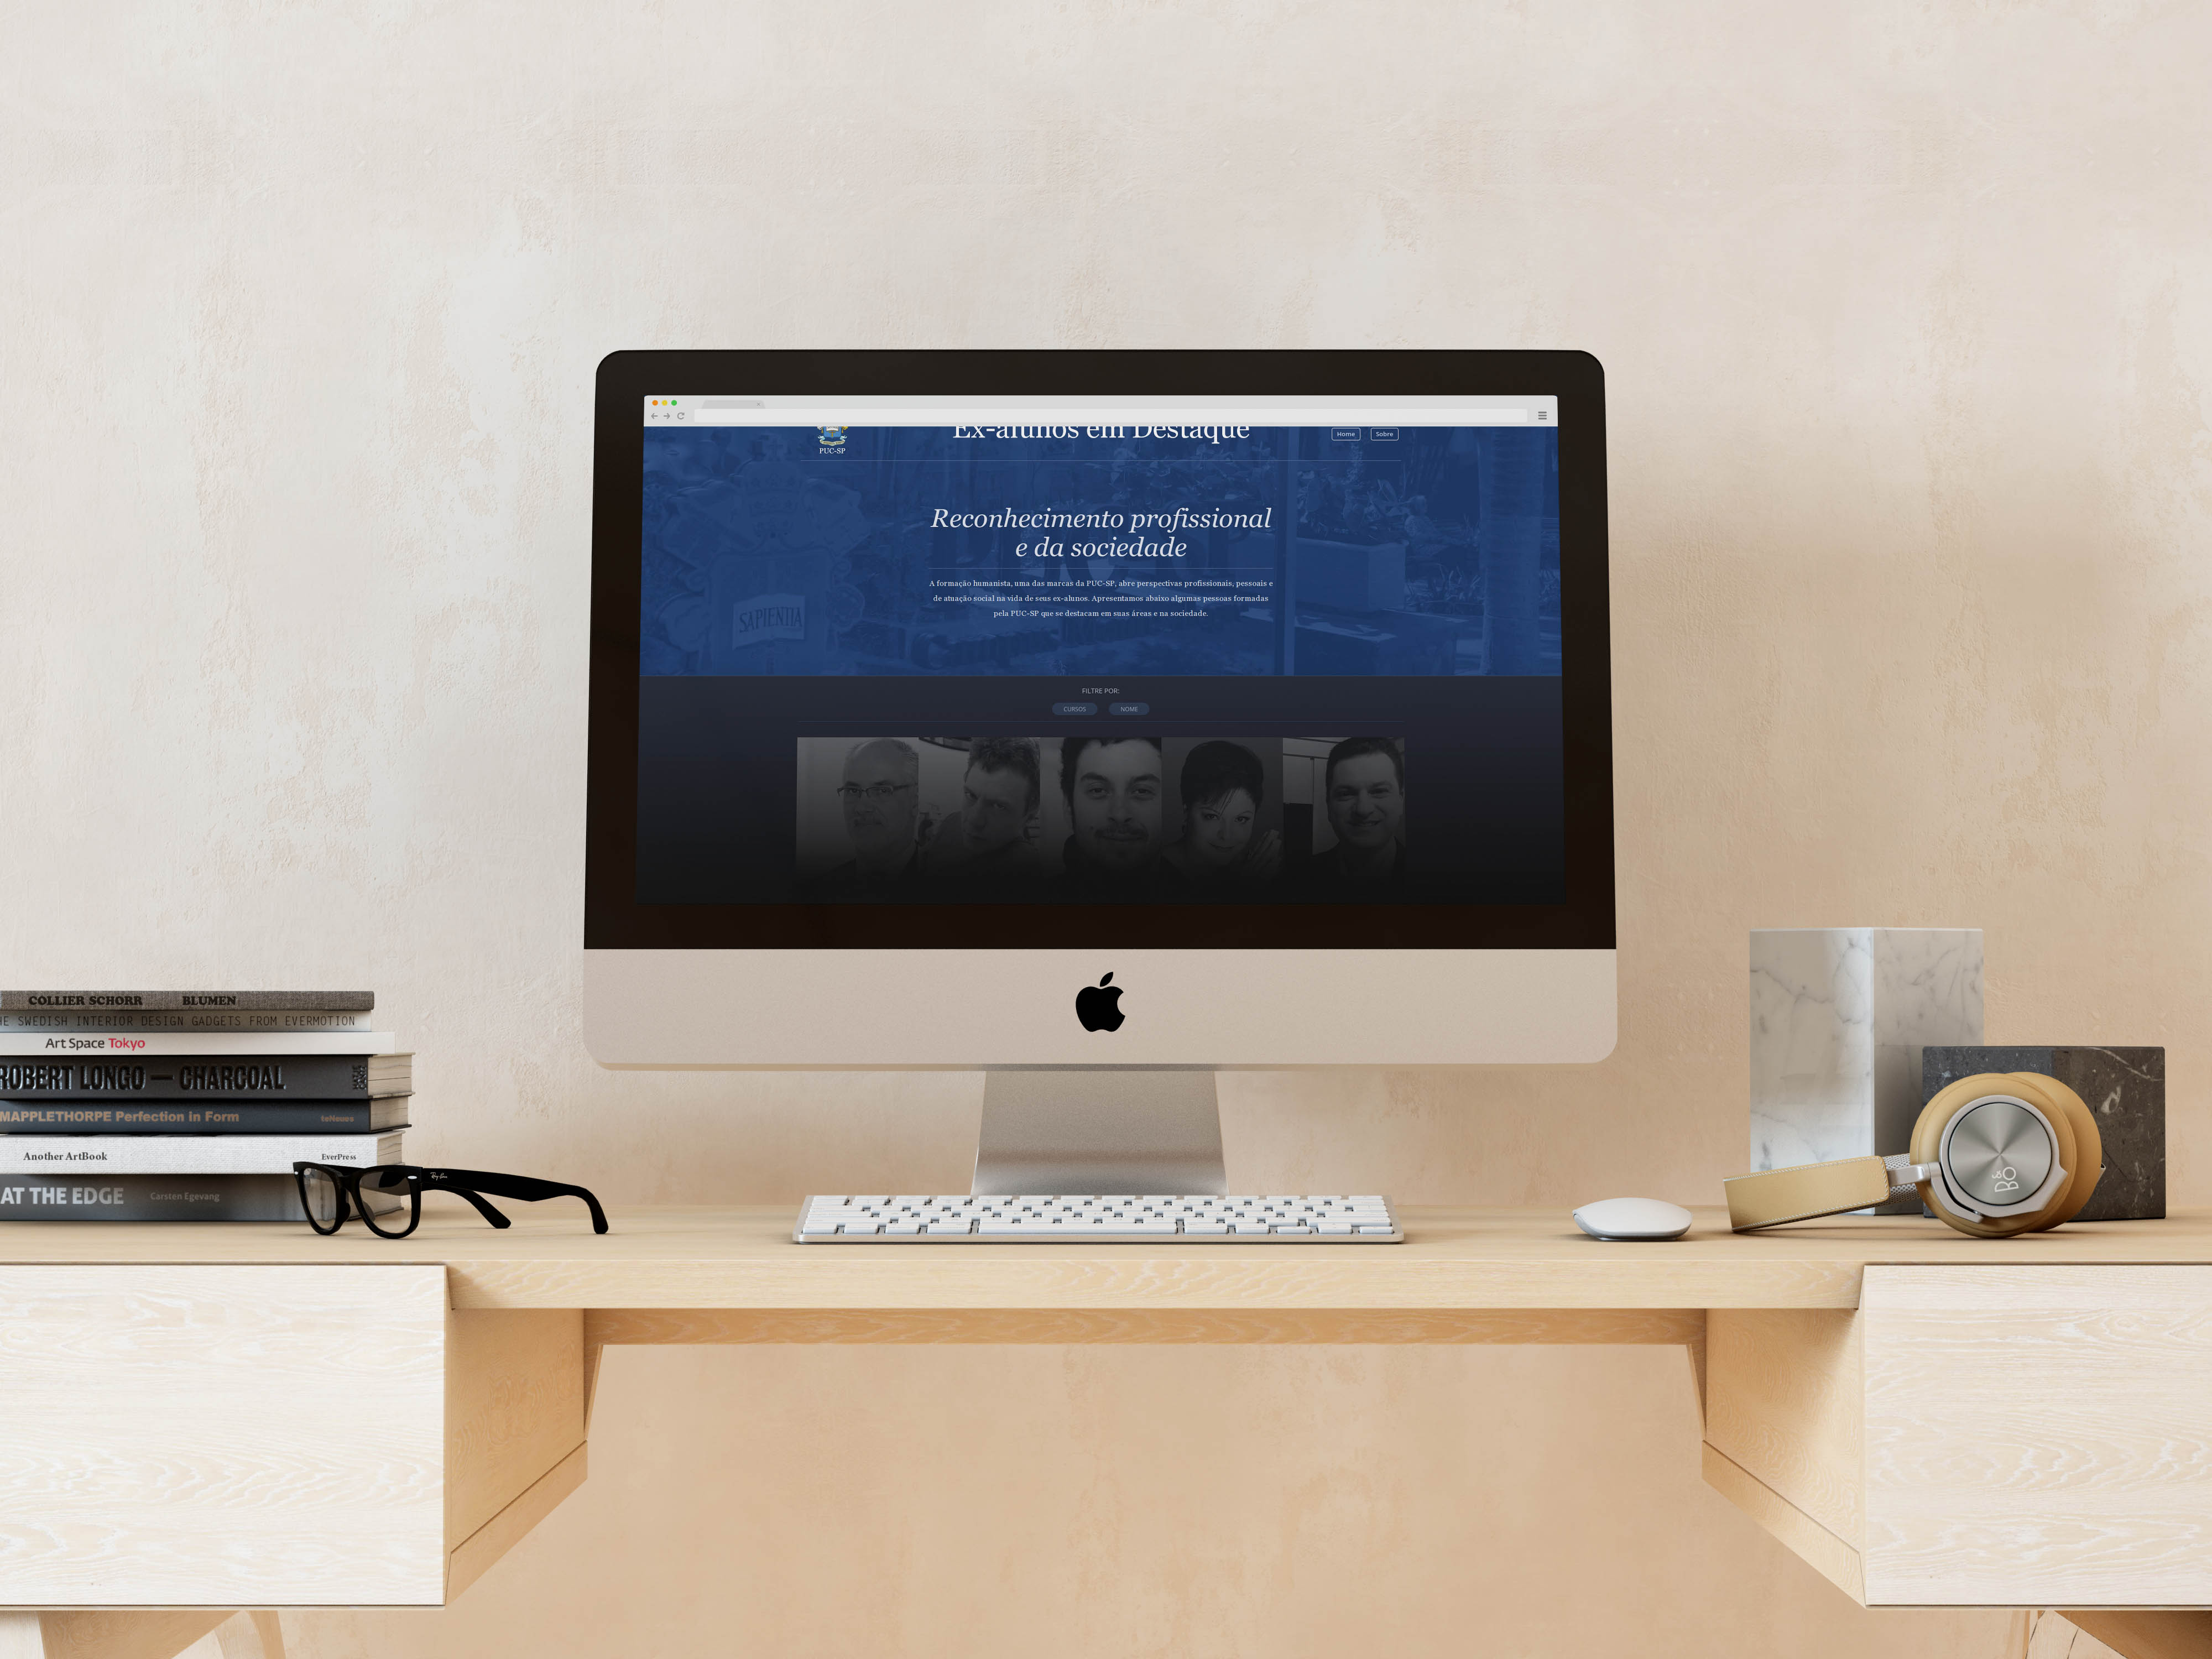 Ex-alunos em Destaque
PUC-SP
Home
Sobre
Reconhecimento profissional
e da sociedade
A formação humanista, uma das marcas da PUC-SP, abre perspectivas profissionais, pessoais e
de atuação social na vida de seus ex-alunos. Apresentamos abaixo algumas pessoas formadas
pela PUC-SP que se destacam em suas áreas e na sociedade.
SAPIENTIA
FILTRE POR:
CURSOS
NOME
COLLIER SCHORR BLUMEN
HE SWEDISH INTERIOR DESIGN GADGETS FROM EVERMOTION
Art Space Tokyo
ROBERT LONGO — CHARCOAL
MAPPLETHORPE Perfection in Form teNeues
Another ArtBook EverPress
AT THE EDGE Carsten Egevang
Ray-Ban
B&O